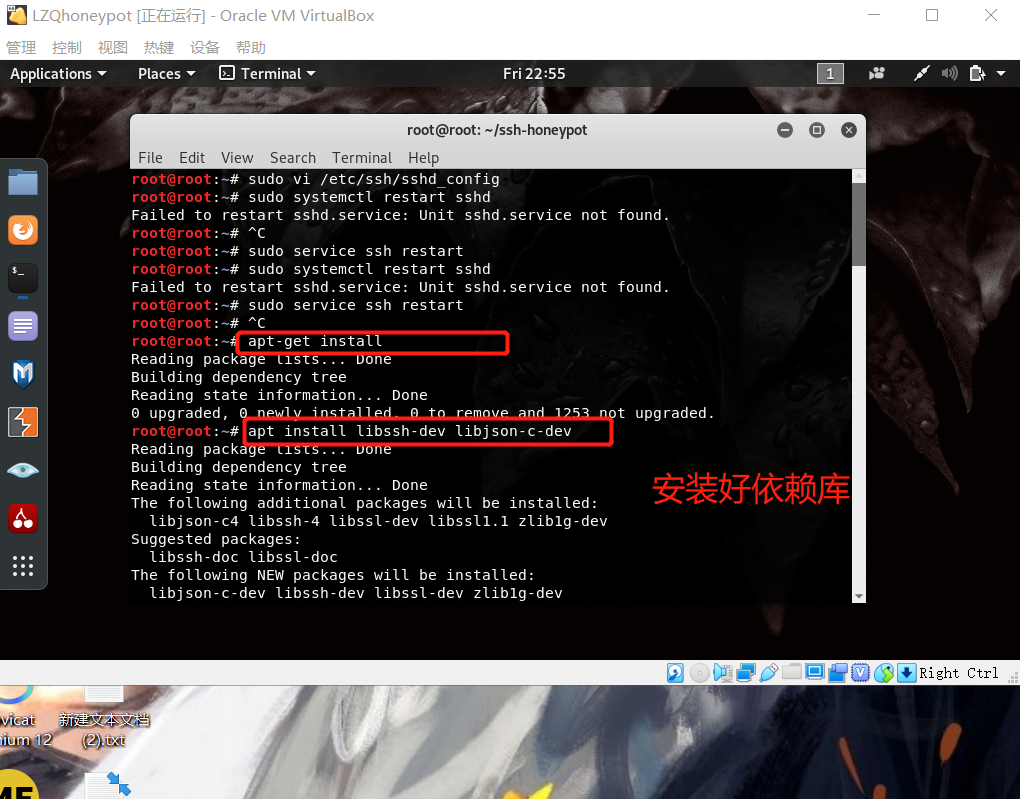 LZQhoneypot [正在运行] - Oracle VM VirtualBox
管理 控制 视图 热键 设备 帮助
Applications Places Terminal Fri 22:55 1
root@root: ~/ssh-honeypot
File Edit View Search Terminal Help
root@root:~# sudo vi /etc/ssh/sshd_config
root@root:~# sudo systemctl restart sshd
Failed to restart sshd.service: Unit sshd.service not found.
root@root:~# ^C
root@root:~# sudo service ssh restart
root@root:~# sudo systemctl restart sshd
Failed to restart sshd.service: Unit sshd.service not found.
root@root:~# sudo service ssh restart
root@root:~# ^C
root@root:~# apt-get install
Reading package lists... Done
Building dependency tree
Reading state information... Done
0 upgraded, 0 newly installed, 0 to remove and 1253 not upgraded.
root@root:~# apt install libssh-dev libjson-c-dev
Reading package lists... Done
Building dependency tree
Reading state information... Done
安装好依赖库
The following additional packages will be installed:
libjson-c4 libssh-4 libssl-dev libssl1.1 zlib1g-dev
Suggested packages:
libssh-doc libssl-doc
The following NEW packages will be installed:
libjson-c-dev libssh-dev libssl-dev zlib1g-dev
Right Ctrl
vicat 新建文本文档
nium 12 (2).txt